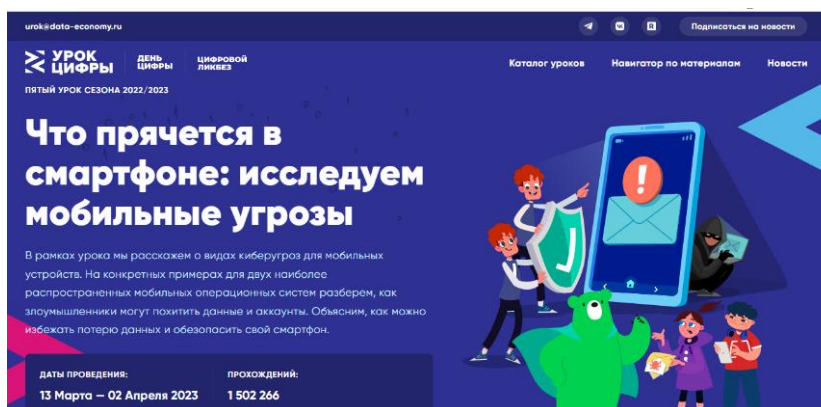 urok@data-economy.ru
Подписаться на новости
УРОК ЦИФРЫ
ДЕНЬ ЦИФРЫ
ЦИФРОВОЙ ЛИКБЕЗ
Каталог уроков Навигатор по материалам Новости
ПЯТЫЙ УРОК СЕЗОНА 2022/2023
Что прячется в
смартфоне: исследуем
мобильные угрозы
В рамках урока мы расскажем о видах киберугроз для мобильных
устройств. На конкретных примерах для двух наиболее
распространенных мобильных операционных систем разберем, как
злоумышленники могут похитить данные и аккаунты. Объясним, как можно
избежать потерю данных и обезопасить свой смартфон.
ДАТЫ ПРОВЕДЕНИЯ: ПРОХОЖДЕНИЙ:
13 Марта — 02 Апреля 2023 1 502 266